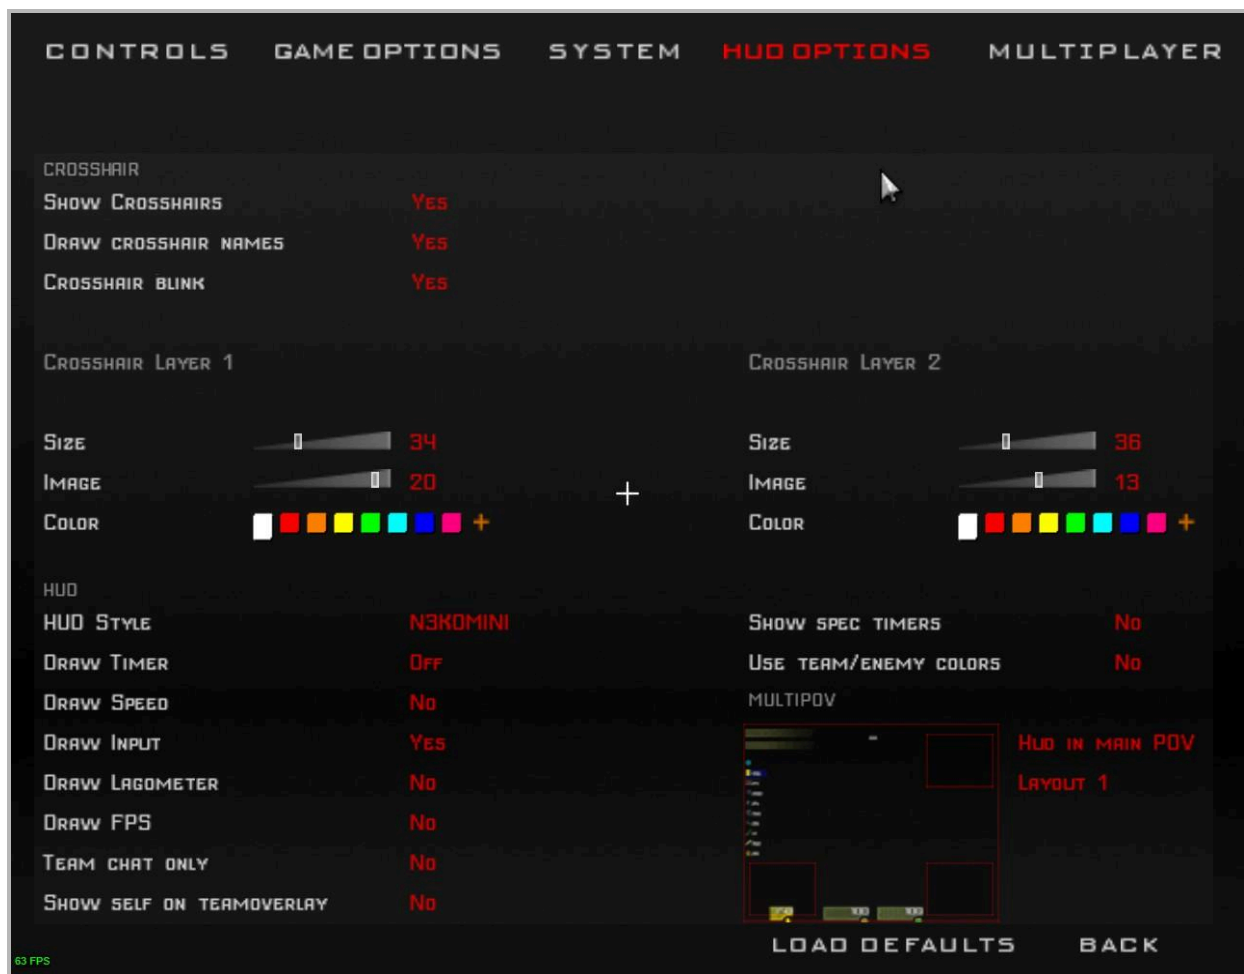 CONTROLS GAME OPTIONS SYSTEM HUD OPTIONS MULTIPLAYER
CROSSHAIR
SHOW CROSSHAIRS YES
DRAW CROSSHAIR NAMES YES
CROSSHAIR BLINK YES
CROSSHAIR LAYER 1 CROSSHAIR LAYER 2
SIZE 34 SIZE 36
IMAGE 20 IMAGE 13
COLOR + COLOR +
HUD
HUD STYLE N3KOMINI SHOW SPEC TIMERS NO
DRAW TIMER OFF USE TEAM/ENEMY COLORS NO
DRAW SPEED NO MULTIPOV
DRAW INPUT YES HUD IN MAIN POV
DRAW LAGOMETER NO LAYOUT 1
DRAW FPS NO
TEAM CHAT ONLY NO
SHOW SELF ON TEAMOVERLAY NO
LOAD DEFAULTS BACK
63 FPS